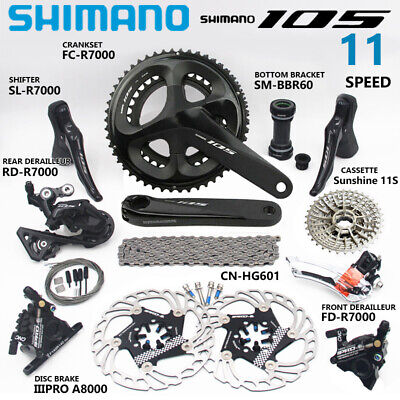 SHIMANO SHIMANO 105
CRANKSET
FC-R7000
11
SPEED
SHIFTER
SL-R7000
BOTTOM BRACKET
SM-BBR60
REAR DERAILLEUR
RD-R7000
105
CASSETTE
Sunshine 11S
CN-HG601
FRONT DERAILLEUR
FD-R7000
DISC BRAKE
IIIPRO A8000